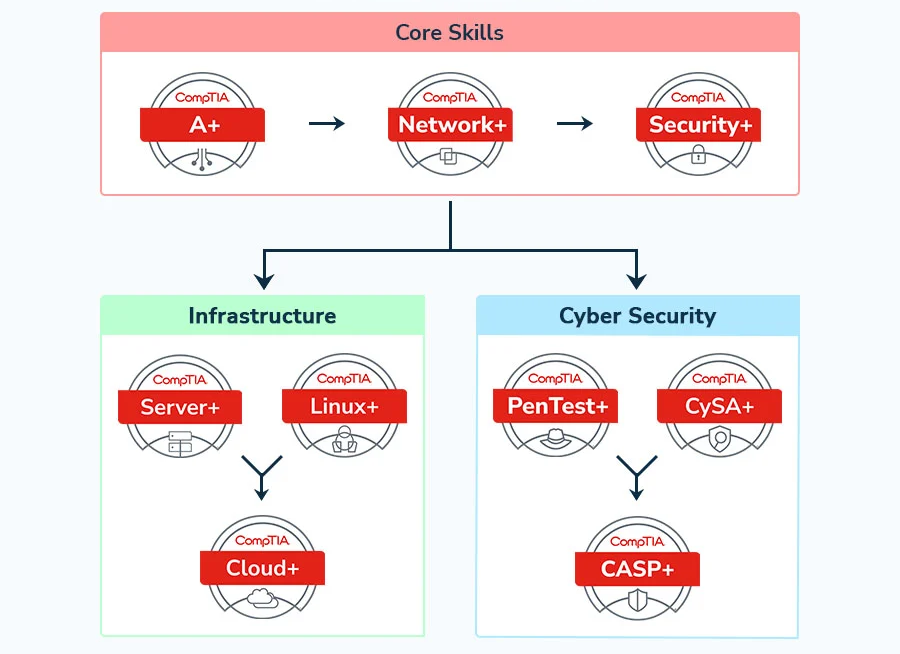 Core Skills
CompTIA
A+
CompTIA
Network+
CompTIA
Security+
Infrastructure
CompTIA
Server+
CompTIA
Linux+
CompTIA
Cloud+
Cyber Security
CompTIA
PenTest+
CompTIA
CySA+
CompTIA
CASP+